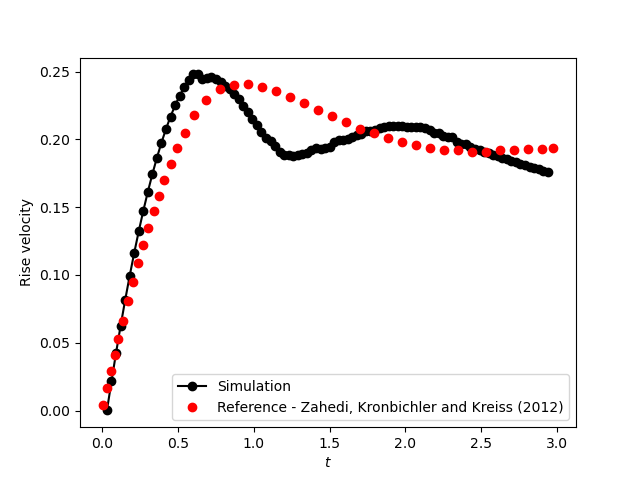 0.25
0.20
0.15
0.10
0.05
0.00
Rise velocity
Simulation
Reference - Zahedi, Kronbichler and Kreiss (2012)
0.0 0.5 1.0 1.5 2.0 2.5 3.0
t